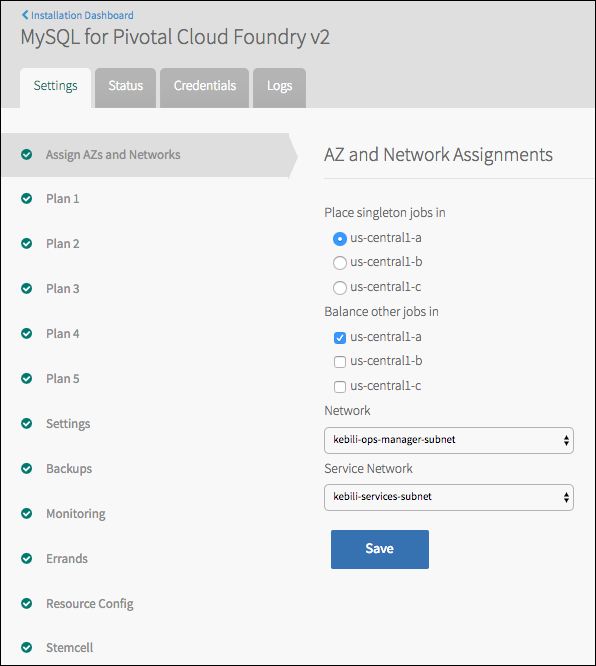 Installation Dashboard
MySQL for Pivotal Cloud Foundry v2
Settings
Status
Credentials
Logs
Assign AZs and Networks
Plan 1
Plan 2
Plan 3
Plan 4
Plan 5
Settings
Backups
Monitoring
Errands
Resource Config
Stemcell
AZ and Network Assignments
Place singleton jobs in
us-central1-a
us-central1-b
us-central1-c
Balance other jobs in
us-central1-a
us-central1-b
us-central1-c
Network
kebili-ops-manager-subnet
Service Network
kebili-services-subnet
Save